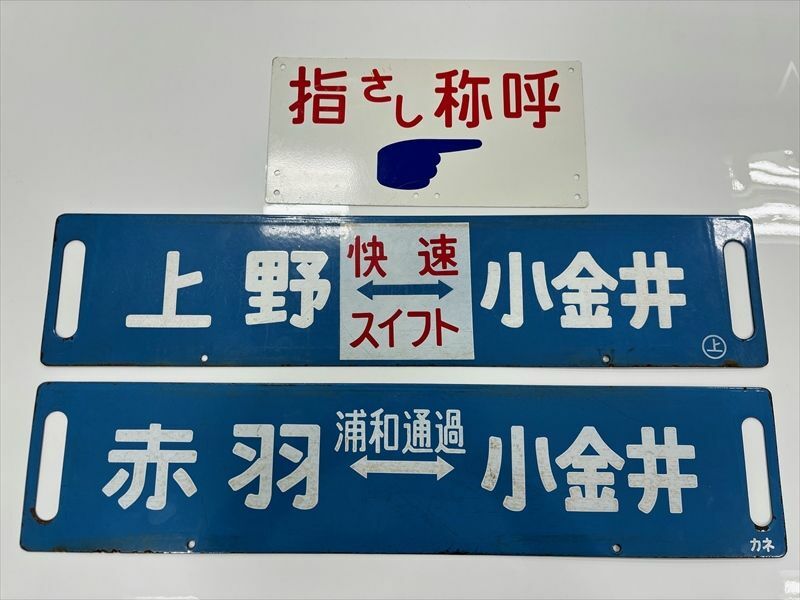 指さし称呼
上野 快速 小金井
スイフト
㊤
赤羽 浦和通過 小金井
カネ